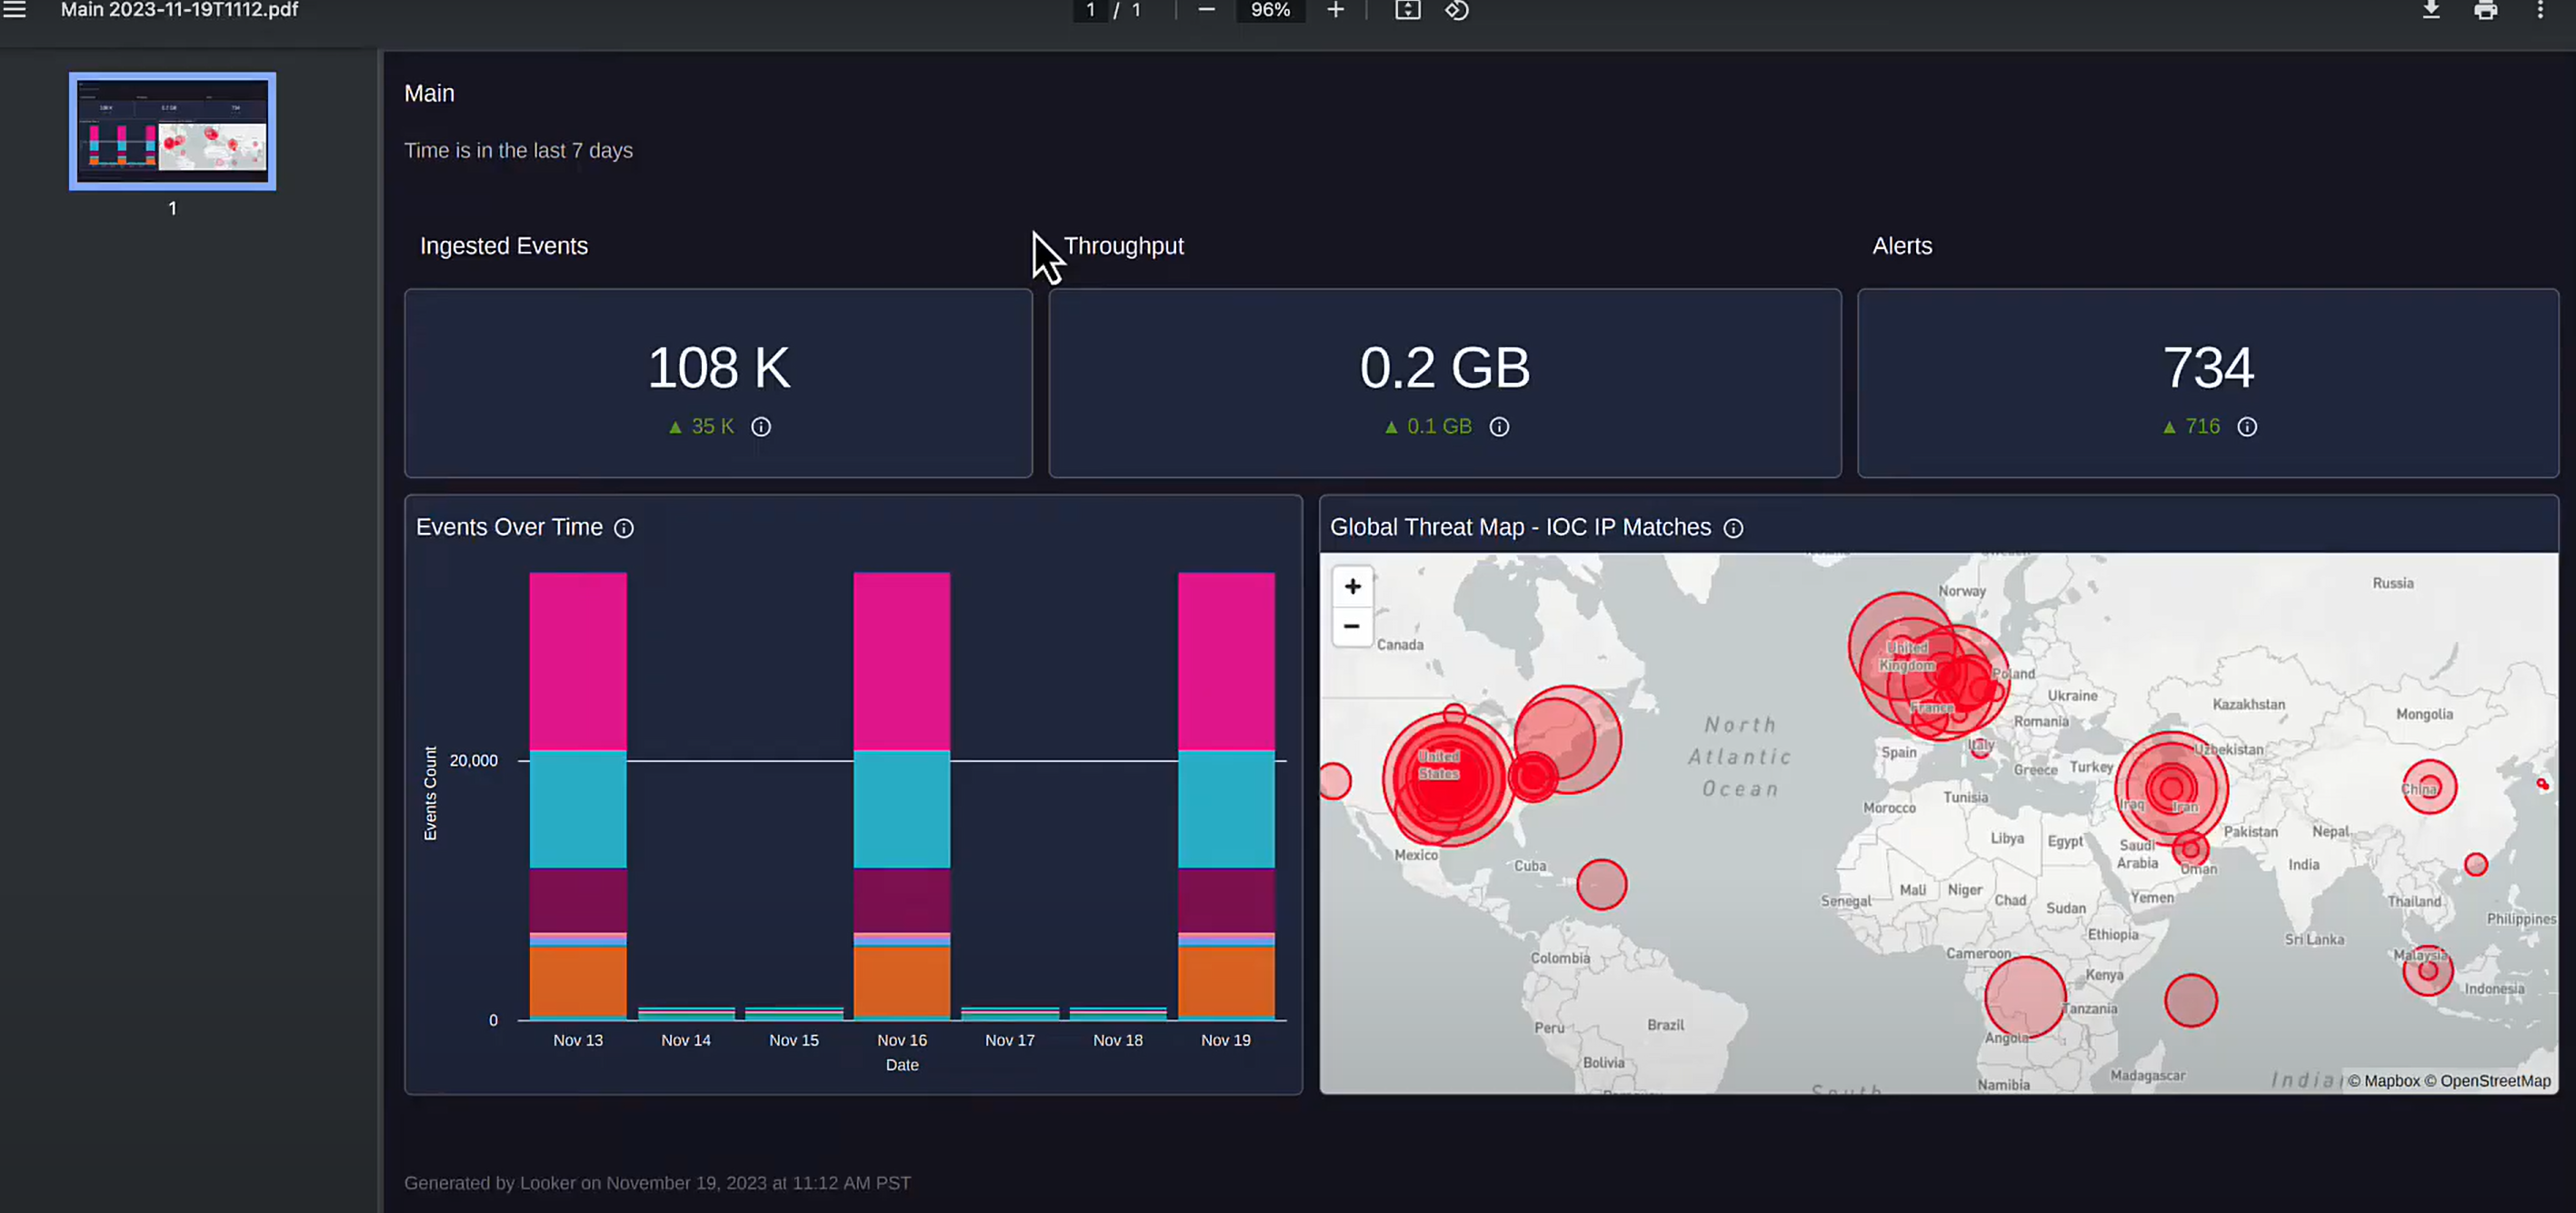 Main 2023-11-19T1112.pdf
1 / 1
96%
1
Main
Time is in the last 7 days
Ingested Events
Throughput
Alerts
108 K
▲ 35 K
0.2 GB
▲ 0.1 GB
734
▲ 716
Events Over Time
Events Count
20,000
0
Nov 13
Nov 14
Nov 15
Nov 16
Nov 17
Nov 18
Nov 19
Date
Global Threat Map - IOC IP Matches
+
−
Russia
Norway
Canada
United
Kingdom
Poland
Ukraine
Kazakhstan
France
Romania
Mongolia
North
Atlantic
Ocean
Spain
Italy
Uzbekistan
United
States
Greece
Turkey
China
Morocco
Tunisia
Iraq
Iran
Pakistan
Nepal
Libya
Egypt
Saudi
Arabia
Mexico
Cuba
India
Oman
Mali
Niger
Chad
Sudan
Yemen
Senegal
Thailand
Philippines
Ethiopia
Sri Lanka
Colombia
Cameroon
Malaysia
Kenya
Indonesia
Tanzania
Peru
Brazil
Angola
Bolivia
Madagascar
Namibia
South
India
© Mapbox © OpenStreetMap
Generated by Looker on November 19, 2023 at 11:12 AM PST